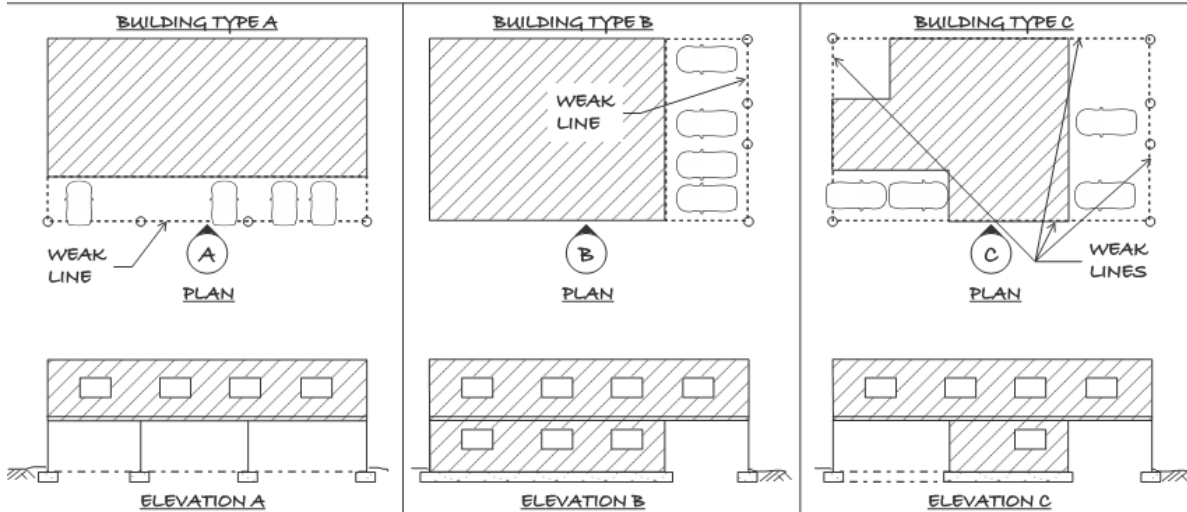 BUILDING TYPE A
WEAK
LINE
A
PLAN
ELEVATION A
BUILDING TYPE B
WEAK
LINE
B
PLAN
ELEVATION B
BUILDING TYPE C
C
WEAK
LINES
PLAN
ELEVATION C